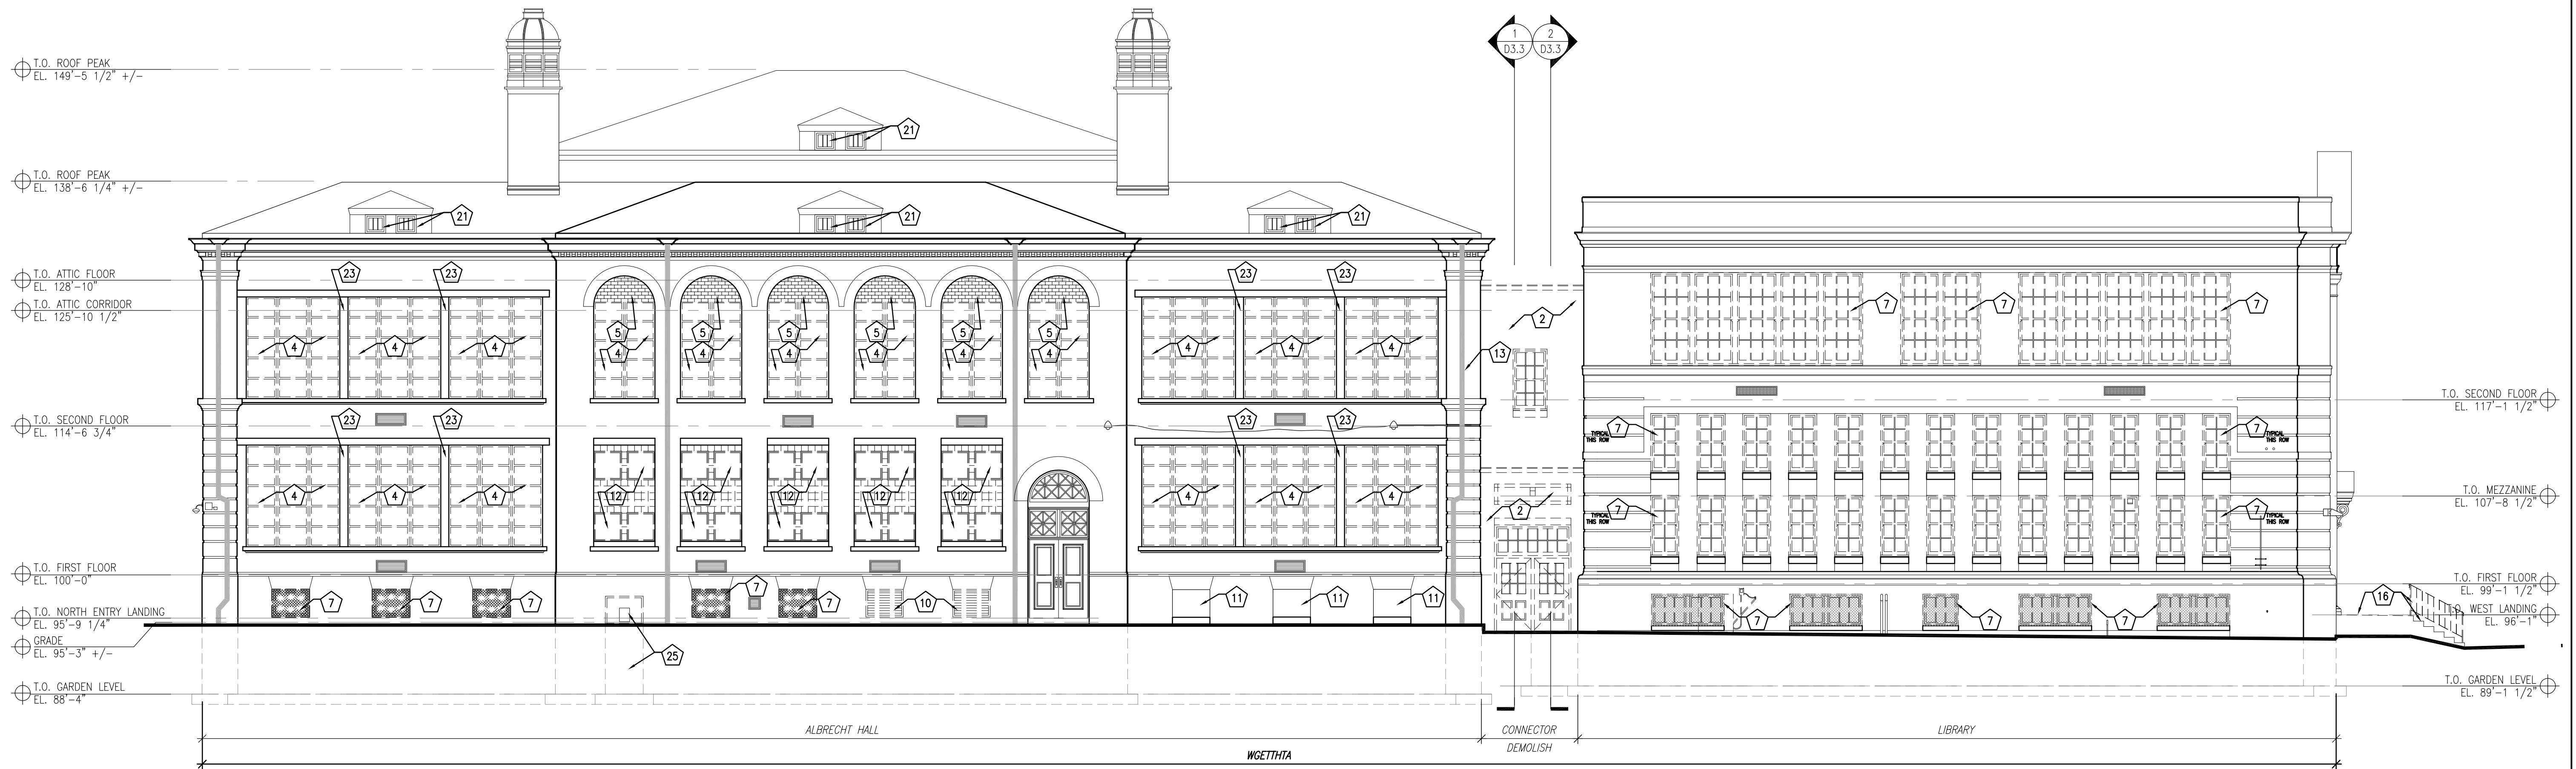 1 2
D3.3 D3.3
T.O. ROOF PEAK
EL. 149'-5 1/2" +/-
21
T.O. ROOF PEAK
EL. 138'-6 1/4" +/-
21 21 21
T.O. ATTIC FLOOR
EL. 128'-10"
23 23 23 23
T.O. ATTIC CORRIDOR
EL. 125'-10 1/2"
7 7 7
2
5 5 5 5 5 5
4 4 4 4 4 4 4 4 4 4 4 4
13
T.O. SECOND FLOOR
EL. 117'-1 1/2"
T.O. SECOND FLOOR
EL. 114'-6 3/4"
23 23 23 23
7 7
TYPICAL
THIS ROW
TYPICAL
THIS ROW
4 4 4 12 12 12 12 12 4 4 4
T.O. MEZZANINE
EL. 107'-8 1/2"
2
7 7
TYPICAL
THIS ROW
TYPICAL
THIS ROW
T.O. FIRST FLOOR
EL. 100'-0"
T.O. FIRST FLOOR
EL. 99'-1 1/2"
7 7 7 7 7 10 11 11 11
16
T.O. NORTH ENTRY LANDING
EL. 95'-9 1/4"
T.O. WEST LANDING
EL. 96'-1"
7 7 7 7
GRADE
EL. 95'-3" +/-
25
T.O. GARDEN LEVEL
EL. 88'-4"
T.O. GARDEN LEVEL
EL. 89'-1 1/2"
ALBRECHT HALL CONNECTOR LIBRARY
DEMOLISH
WGETTHTA